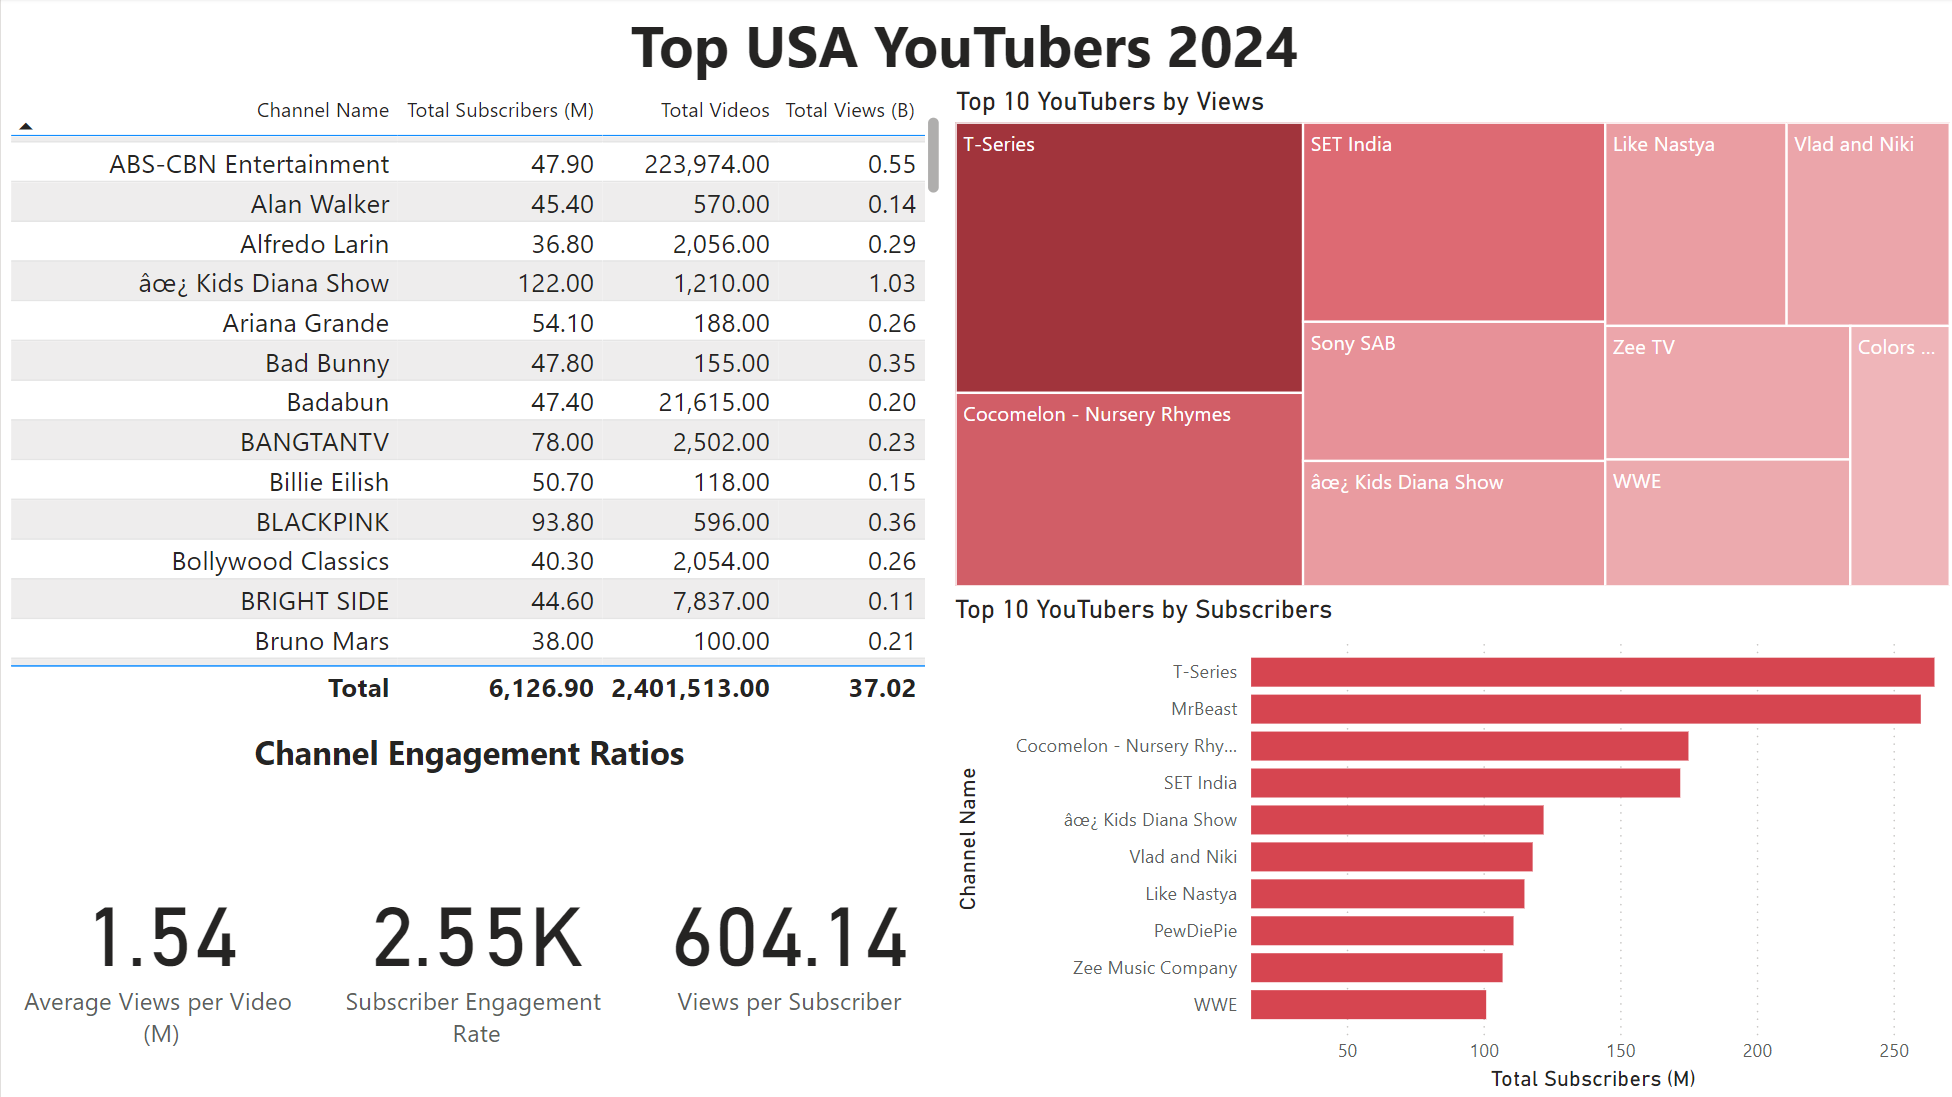 Top USA YouTubers 2024
Channel Name Total Subscribers (M) Total Videos Total Views (B)
ABS-CBN Entertainment 47.90 223,974.00 0.55
Alan Walker 45.40 570.00 0.14
Alfredo Larin 36.80 2,056.00 0.29
âœ¿ Kids Diana Show 122.00 1,210.00 1.03
Ariana Grande 54.10 188.00 0.26
Bad Bunny 47.80 155.00 0.35
Badabun 47.40 21,615.00 0.20
BANGTANTV 78.00 2,502.00 0.23
Billie Eilish 50.70 118.00 0.15
BLACKPINK 93.80 596.00 0.36
Bollywood Classics 40.30 2,054.00 0.26
BRIGHT SIDE 44.60 7,837.00 0.11
Bruno Mars 38.00 100.00 0.21
Total 6,126.90 2,401,513.00 37.02
Channel Engagement Ratios
1.54
Average Views per Video
(M)
2.55K
Subscriber Engagement
Rate
604.14
Views per Subscriber
Top 10 YouTubers by Views
T-Series
Cocomelon - Nursery Rhymes
SET India
Sony SAB
âœ¿ Kids Diana Show
Like Nastya
Vlad and Niki
Zee TV
WWE
Colors ...
Top 10 YouTubers by Subscribers
Channel Name
T-Series
MrBeast
Cocomelon - Nursery Rhy...
SET India
âœ¿ Kids Diana Show
Vlad and Niki
Like Nastya
PewDiePie
Zee Music Company
WWE
50 100 150 200 250
Total Subscribers (M)